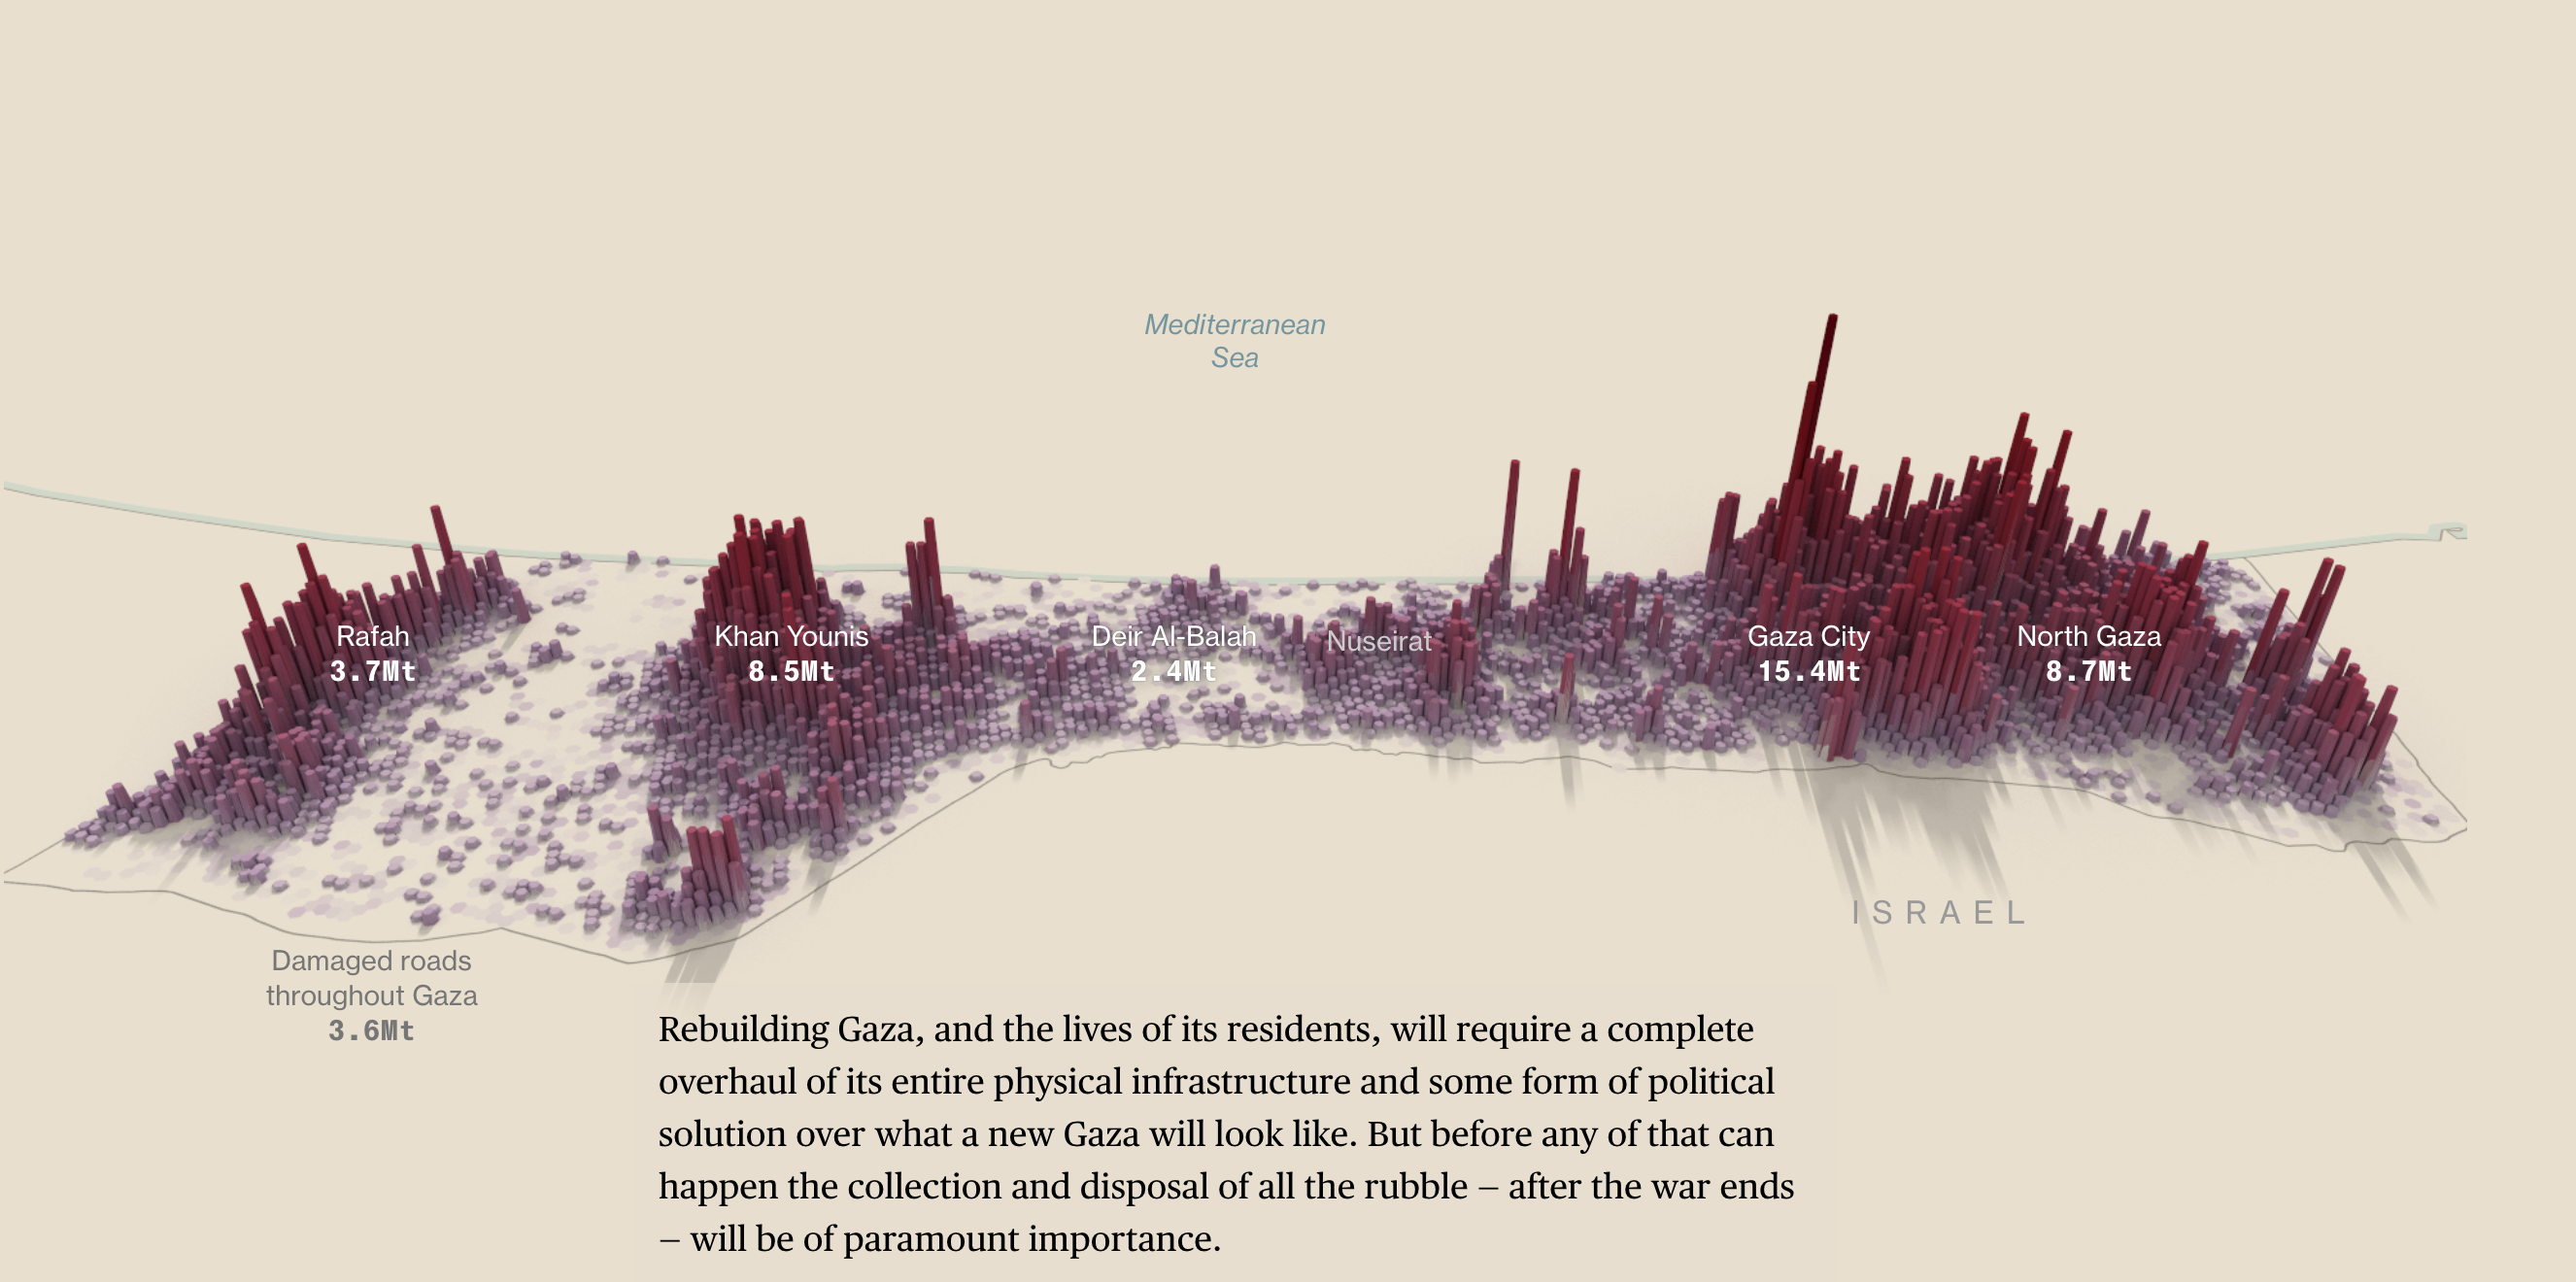 Mediterranean
Sea
Rafah
3.7Mt
Khan Younis
8.5Mt
Deir Al-Balah
2.4Mt
Nuseirat
Gaza City
15.4Mt
North Gaza
8.7Mt
ISRAEL
Damaged roads
throughout Gaza
3.6Mt
Rebuilding Gaza, and the lives of its residents, will require a complete
overhaul of its entire physical infrastructure and some form of political
solution over what a new Gaza will look like. But before any of that can
happen the collection and disposal of all the rubble — after the war ends
— will be of paramount importance.